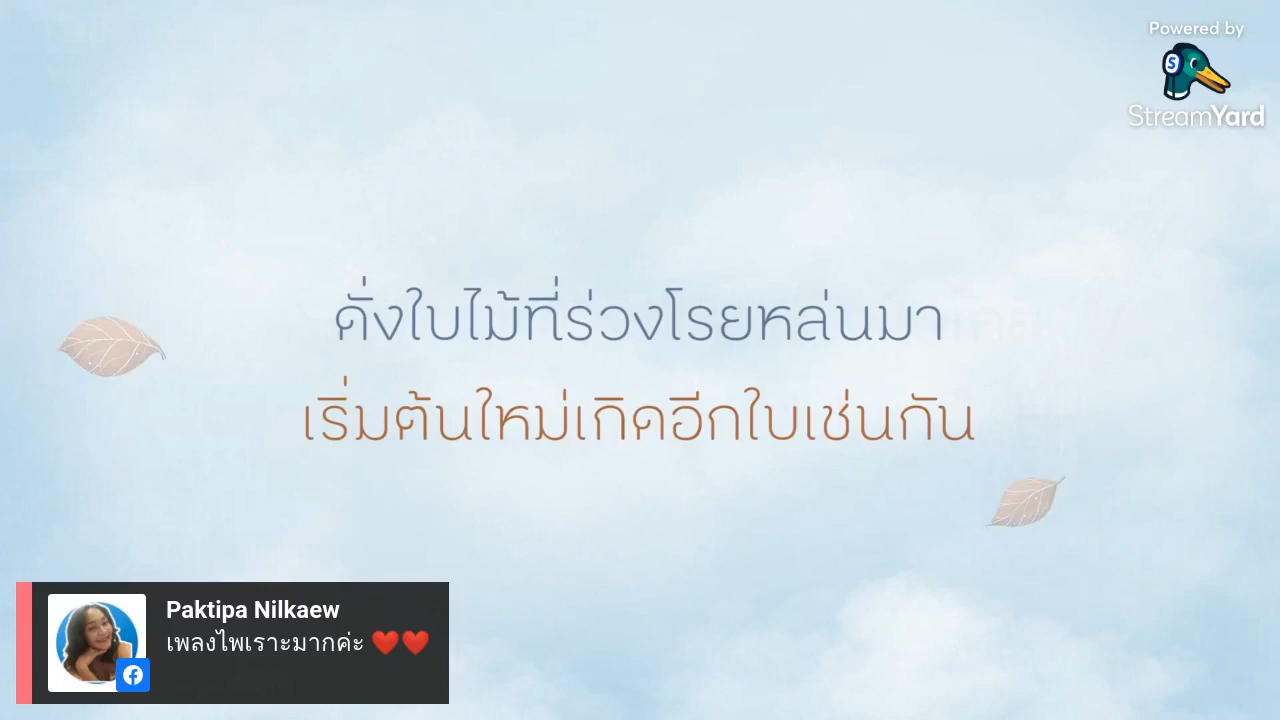 Powered by
S
StreamYard
ดั่งใบไม้ที่ร่วงโรยหล่นมา
เริ่มต้นใหม่เกิดอีกใบเช่นกัน
Paktipa Nilkaew
เพลงไพเราะมากค่ะ ❤️❤️